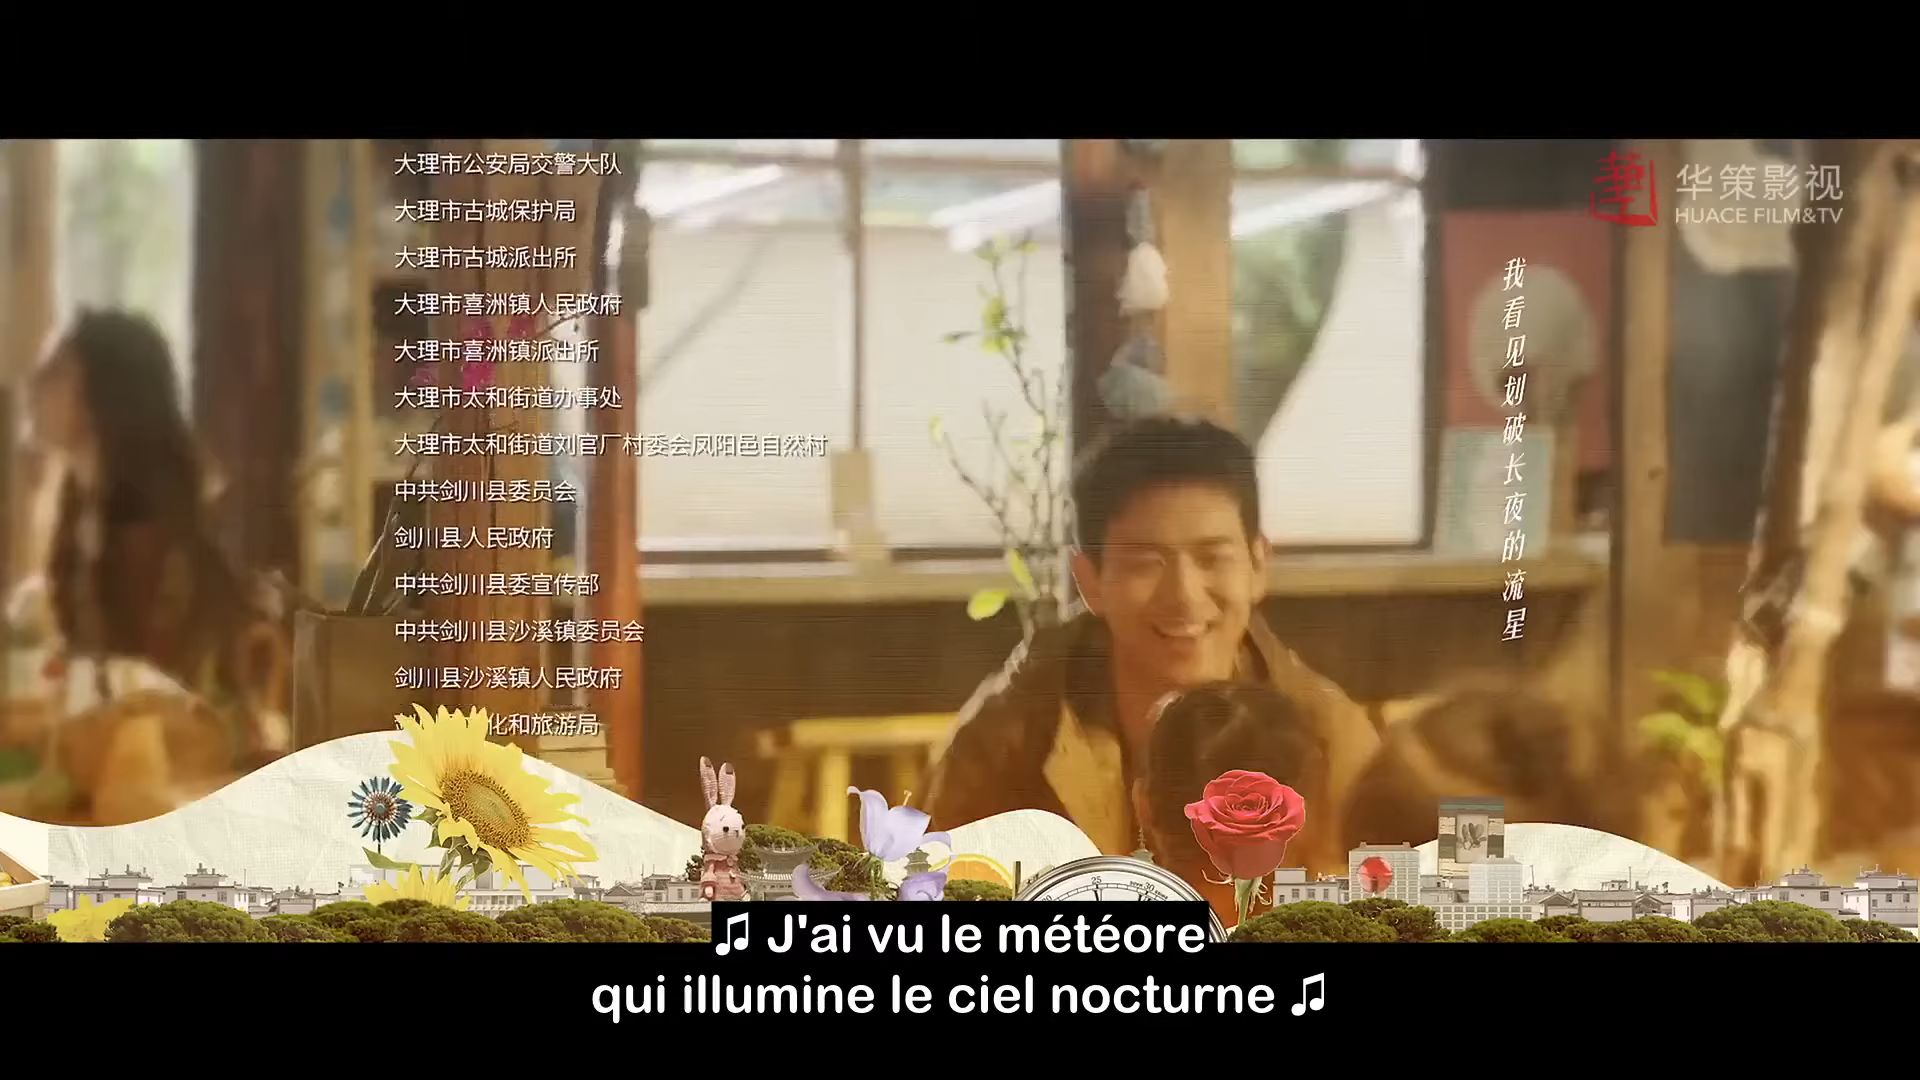 大理市公安局交警大队
大理市古城保护局
大理市古城派出所
大理市喜洲镇人民政府
大理市喜洲镇派出所
大理市太和街道办事处
大理市太和街道刘官厂村委会凤阳邑自然村
中共剑川县委员会
剑川县人民政府
中共剑川县委宣传部
中共剑川县沙溪镇委员会
剑川县沙溪镇人民政府
化和旅游局
華
华策影视
HUACE FILM&TV
我看见划破长夜的流星
25
30
♫ J'ai vu le météore
qui illumine le ciel nocturne ♫